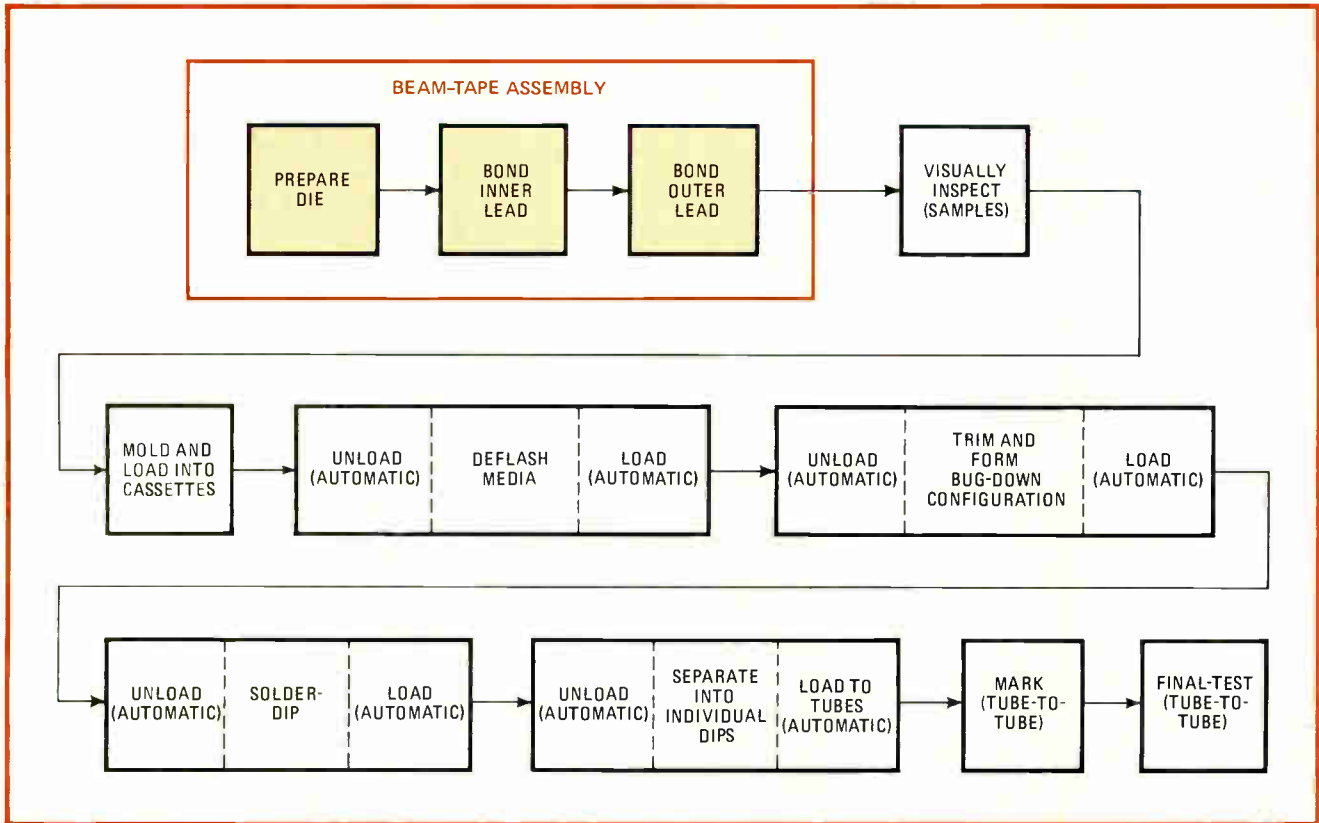 BEAM-TAPE ASSEMBLY
PREPARE
DIE
BOND
INNER
LEAD
BOND
OUTER
LEAD
VISUALLY
INSPECT
(SAMPLES)
MOLD AND
LOAD INTO
CASSETTES
UNLOAD
(AUTOMATIC)
DEFLASH
MEDIA
LOAD
(AUTOMATIC)
UNLOAD
(AUTOMATIC)
TRIM AND
FORM
BUG-DOWN
CONFIGURATION
LOAD
(AUTOMATIC)
UNLOAD
(AUTOMATIC)
SOLDER-
DIP
LOAD
(AUTOMATIC)
UNLOAD
(AUTOMATIC)
SEPARATE
INTO
INDIVIDUAL
DIPS
LOAD TO
TUBES
(AUTOMATIC)
MARK
(TUBE-TO-
TUBE)
FINAL-TEST
(TUBE-TO-
TUBE)